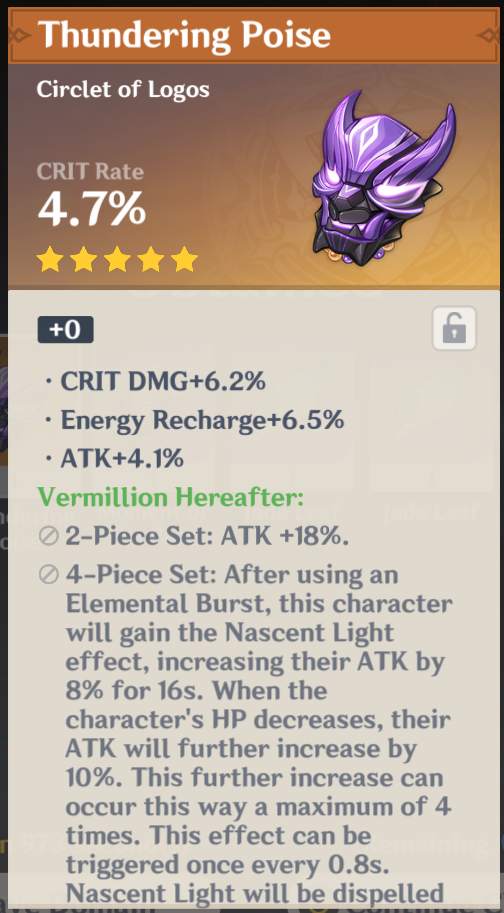 Thundering Poise
Circlet of Logos
CRIT Rate
4.7%
+0
· CRIT DMG+6.2%
· Energy Recharge+6.5%
· ATK+4.1%
Vermillion Hereafter:
2-Piece Set: ATK +18%.
4-Piece Set: After using an
Elemental Burst, this character
will gain the Nascent Light
effect, increasing their ATK by
8% for 16s. When the
character's HP decreases, their
ATK will further increase by
10%. This further increase can
occur this way a maximum of 4
times. This effect can be
triggered once every 0.8s.
Nascent Light will be dispelled